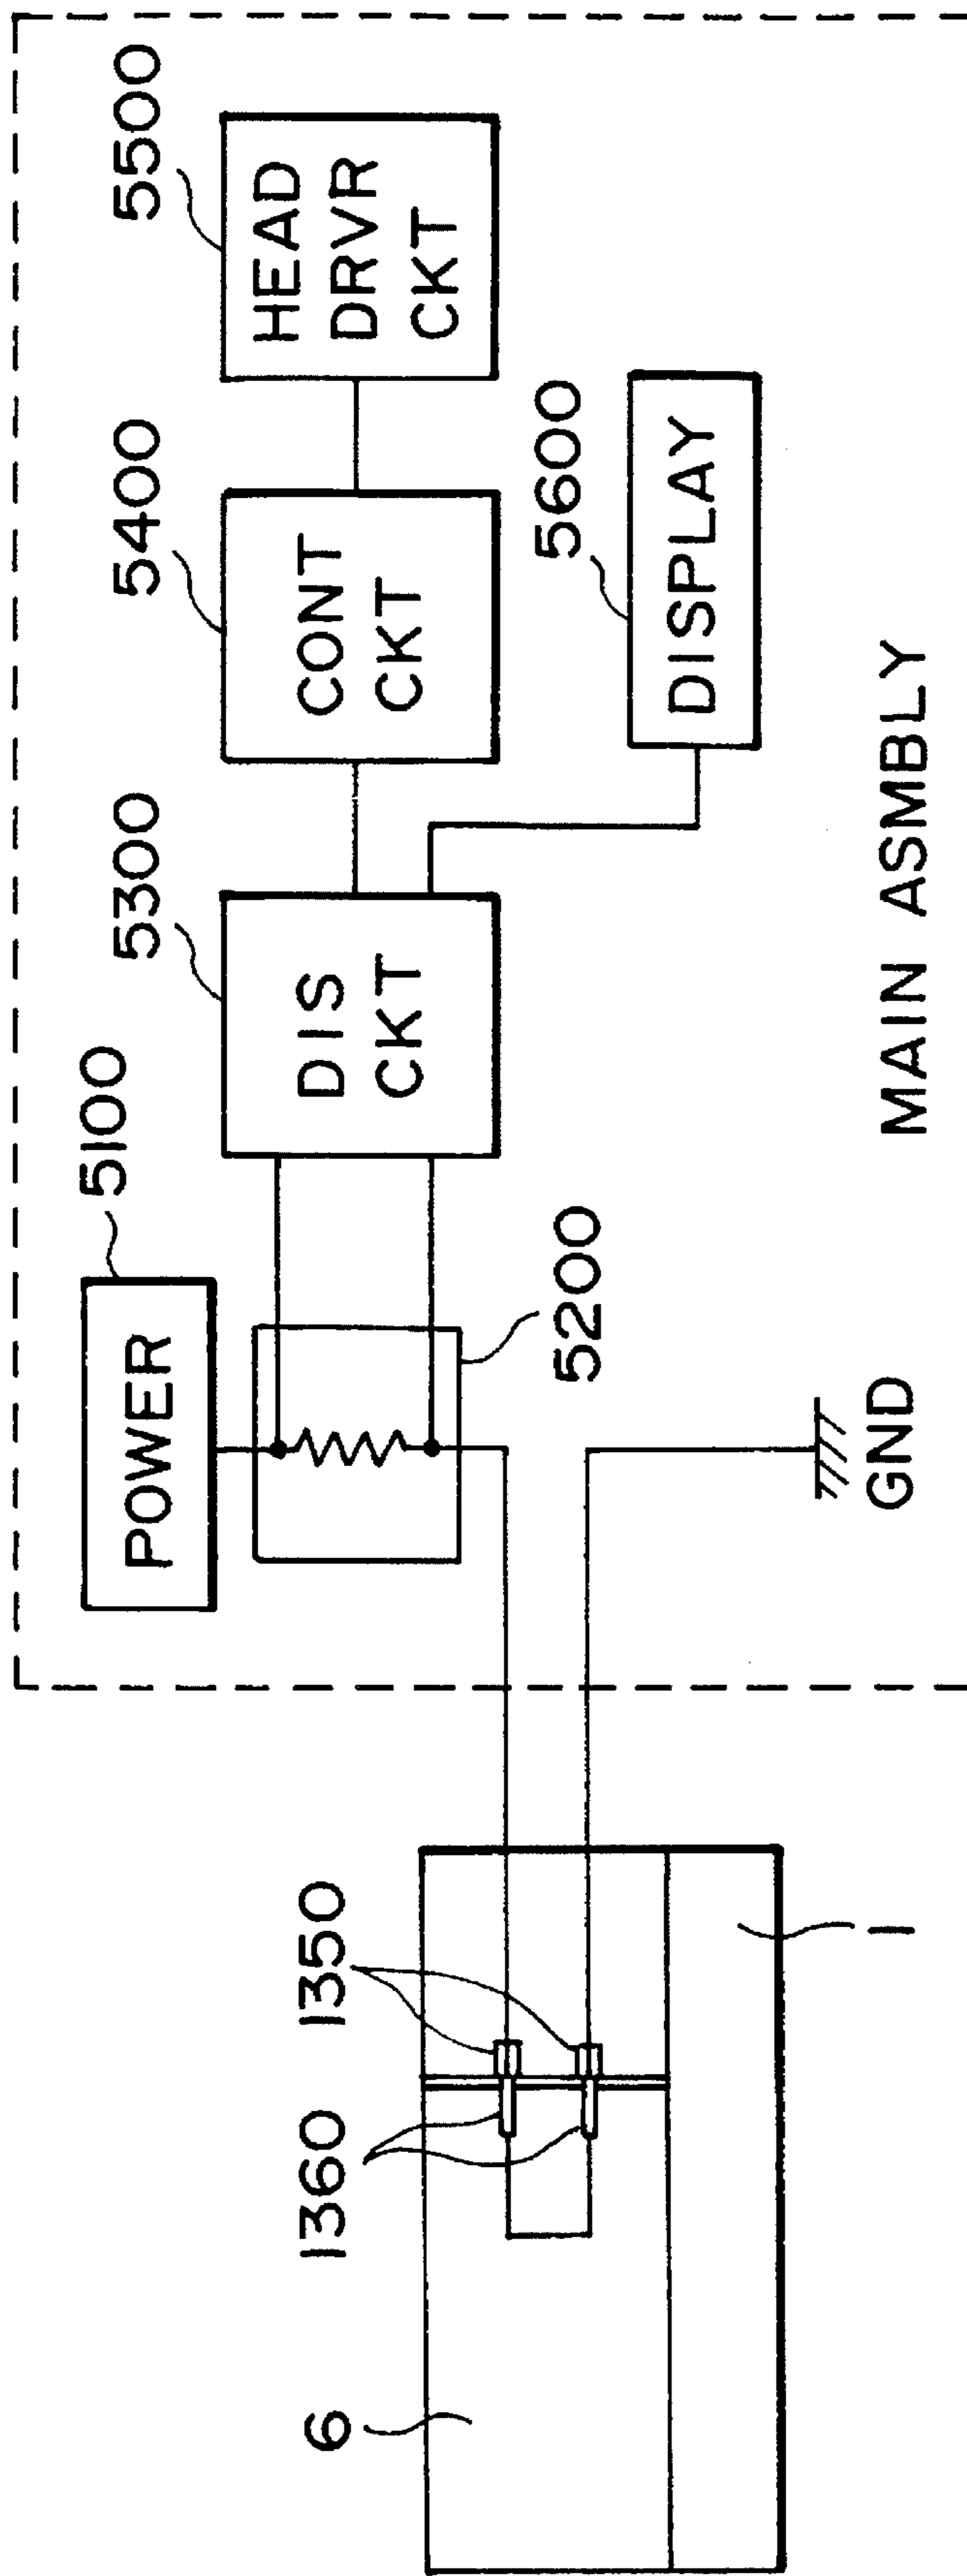 5100
POWER
5200
5300
DIS
CKT
5400
CONT
CKT
5500
HEAD
DRVR
CKT
5600
DISPLAY
GND
MAIN ASMBLY
6
1360
1350
1